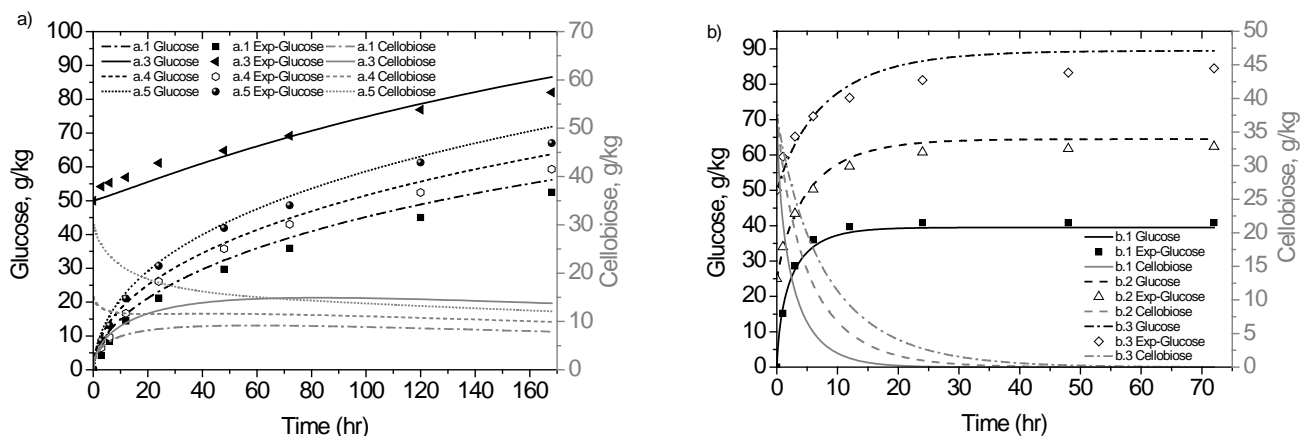 a)
100
90
80
70
60
50
40
30
20
10
0
Glucose, g/kg
a.1 Glucose a.1 Exp-Glucose a.1 Cellobiose
a.3 Glucose a.3 Exp-Glucose a.3 Cellobiose
a.4 Glucose a.4 Exp-Glucose a.4 Cellobiose
a.5 Glucose a.5 Exp-Glucose a.5 Cellobiose
70
60
50
40
30
20
10
0
Cellobiose, g/kg
0 20 40 60 80 100 120 140 160
Time (hr)
b)
90
80
70
60
50
40
30
20
10
0
Glucose, g/kg
b.1 Glucose
b.1 Exp-Glucose
b.1 Cellobiose
b.2 Glucose
b.2 Exp-Glucose
b.2 Cellobiose
b.3 Glucose
b.3 Exp-Glucose
b.3 Cellobiose
50
45
40
35
30
25
20
15
10
5
0
Cellobiose, g/kg
0 10 20 30 40 50 60 70
Time (hr)